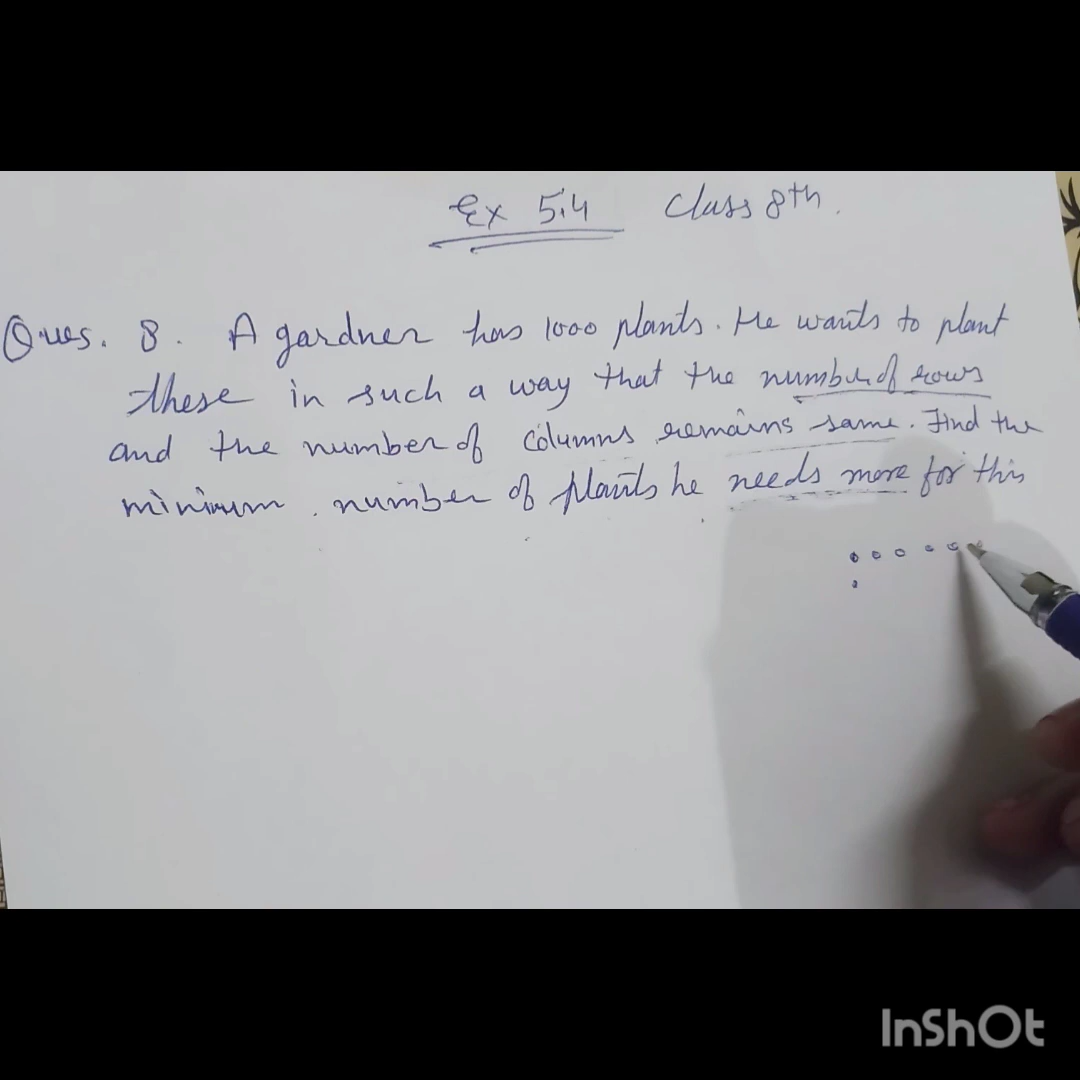 Ex 5.4 Class 8th.
Ques. 8. A gardner has 1000 plants. He wants to plant
these in such a way that the number of rows
and the number of columns remains same. Find the
minimum number of plants he needs more for this
InShOt